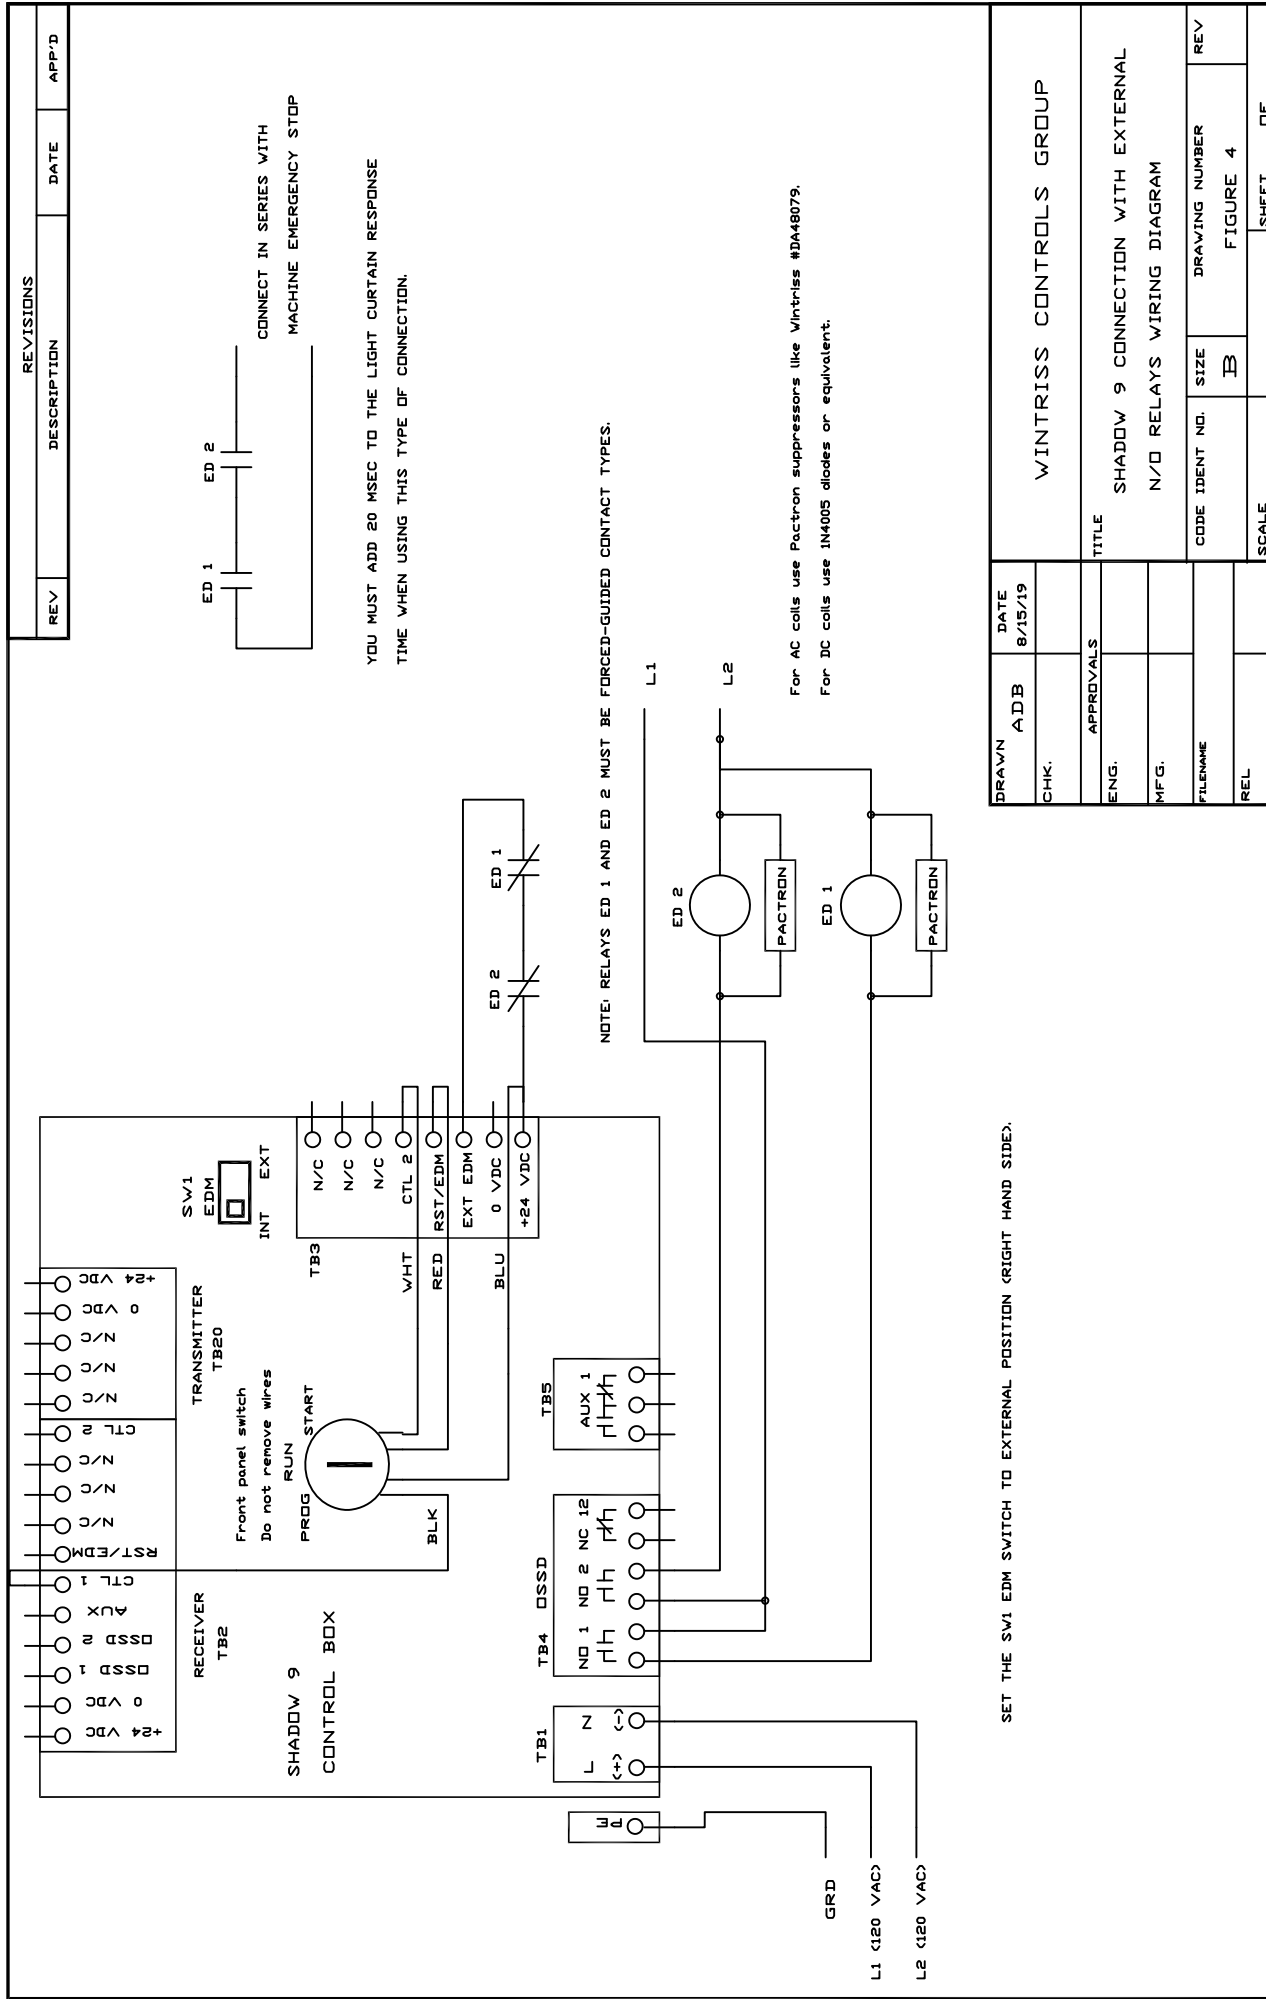 REVISIONS
REV
DESCRIPTION
DATE
APP'D
ED 1
ED 2
CONNECT IN SERIES WITH
MACHINE EMERGENCY STOP
YOU MUST ADD 20 MSEC TO THE LIGHT CURTAIN RESPONSE
TIME WHEN USING THIS TYPE OF CONNECTION.
+24 VDC
0 VDC
OSSD 1
OSSD 2
AUX
CTL 1
RST/EDM
N/C
N/C
N/C
CTL 2
N/C
N/C
N/C
0 VDC
+24 VDC
RECEIVER
TB2
TRANSMITTER
TB20
SW1
EDM
INT
EXT
SHADOW 9
CONTROL BOX
Front panel switch
Do not remove wires
PROG
RUN
START
BLK
TB3
WHT
RED
BLU
N/C
N/C
N/C
CTL 2
RST/EDM
EXT EDM
0 VDC
+24 VDC
ED 2
ED 1
PE
TB1
L
Z
(+)
(-)
TB4
OSSD
NO 1
NO 2
NC 12
TB5
AUX 1
NOTE: RELAYS ED 1 AND ED 2 MUST BE FORCED-GUIDED CONTACT TYPES.
L1
L2
ED 2
PACTRON
ED 1
PACTRON
For AC coils use Pactron suppressors like Wintriss #DA48079.
For DC coils use 1N4005 diodes or equivalent.
GRD
L1 (120 VAC)
L2 (120 VAC)
SET THE SW1 EDM SWITCH TO EXTERNAL POSITION (RIGHT HAND SIDE).
DRAWN
ADB
DATE
8/15/19
CHK.
APPROVALS
ENG.
MFG.
FILENAME
REL
WINTRISS CONTROLS GROUP
TITLE
SHADOW 9 CONNECTION WITH EXTERNAL
N/O RELAYS WIRING DIAGRAM
CODE IDENT NO.
SIZE
B
DRAWING NUMBER
FIGURE 4
REV
SCALE
SHEET
OF